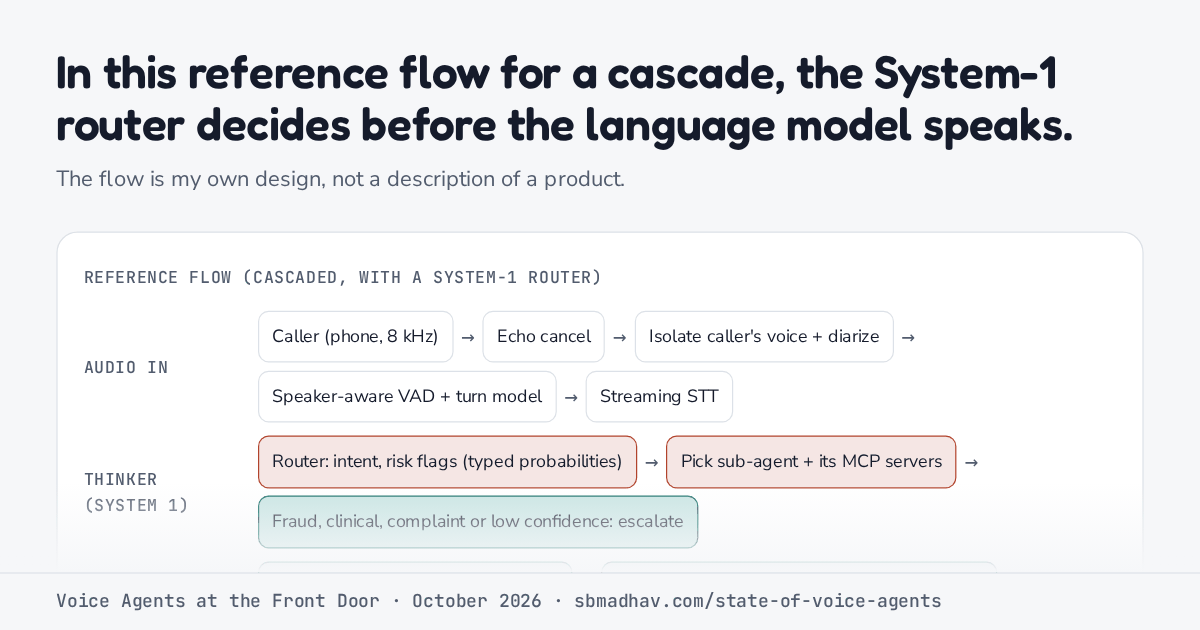 In this reference flow for a cascade, the System-1
router decides before the language model speaks.
The flow is my own design, not a description of a product.
REFERENCE FLOW (CASCADED, WITH A SYSTEM-1 ROUTER)
AUDIO IN
Caller (phone, 8 kHz) → Echo cancel → Isolate caller's voice + diarize →
Speaker-aware VAD + turn model → Streaming STT
THINKER
(SYSTEM 1)
Router: intent, risk flags (typed probabilities) → Pick sub-agent + its MCP servers →
Fraud, clinical, complaint or low confidence: escalate
Voice Agents at the Front Door · October 2026 · sbmadhav.com/state-of-voice-agents